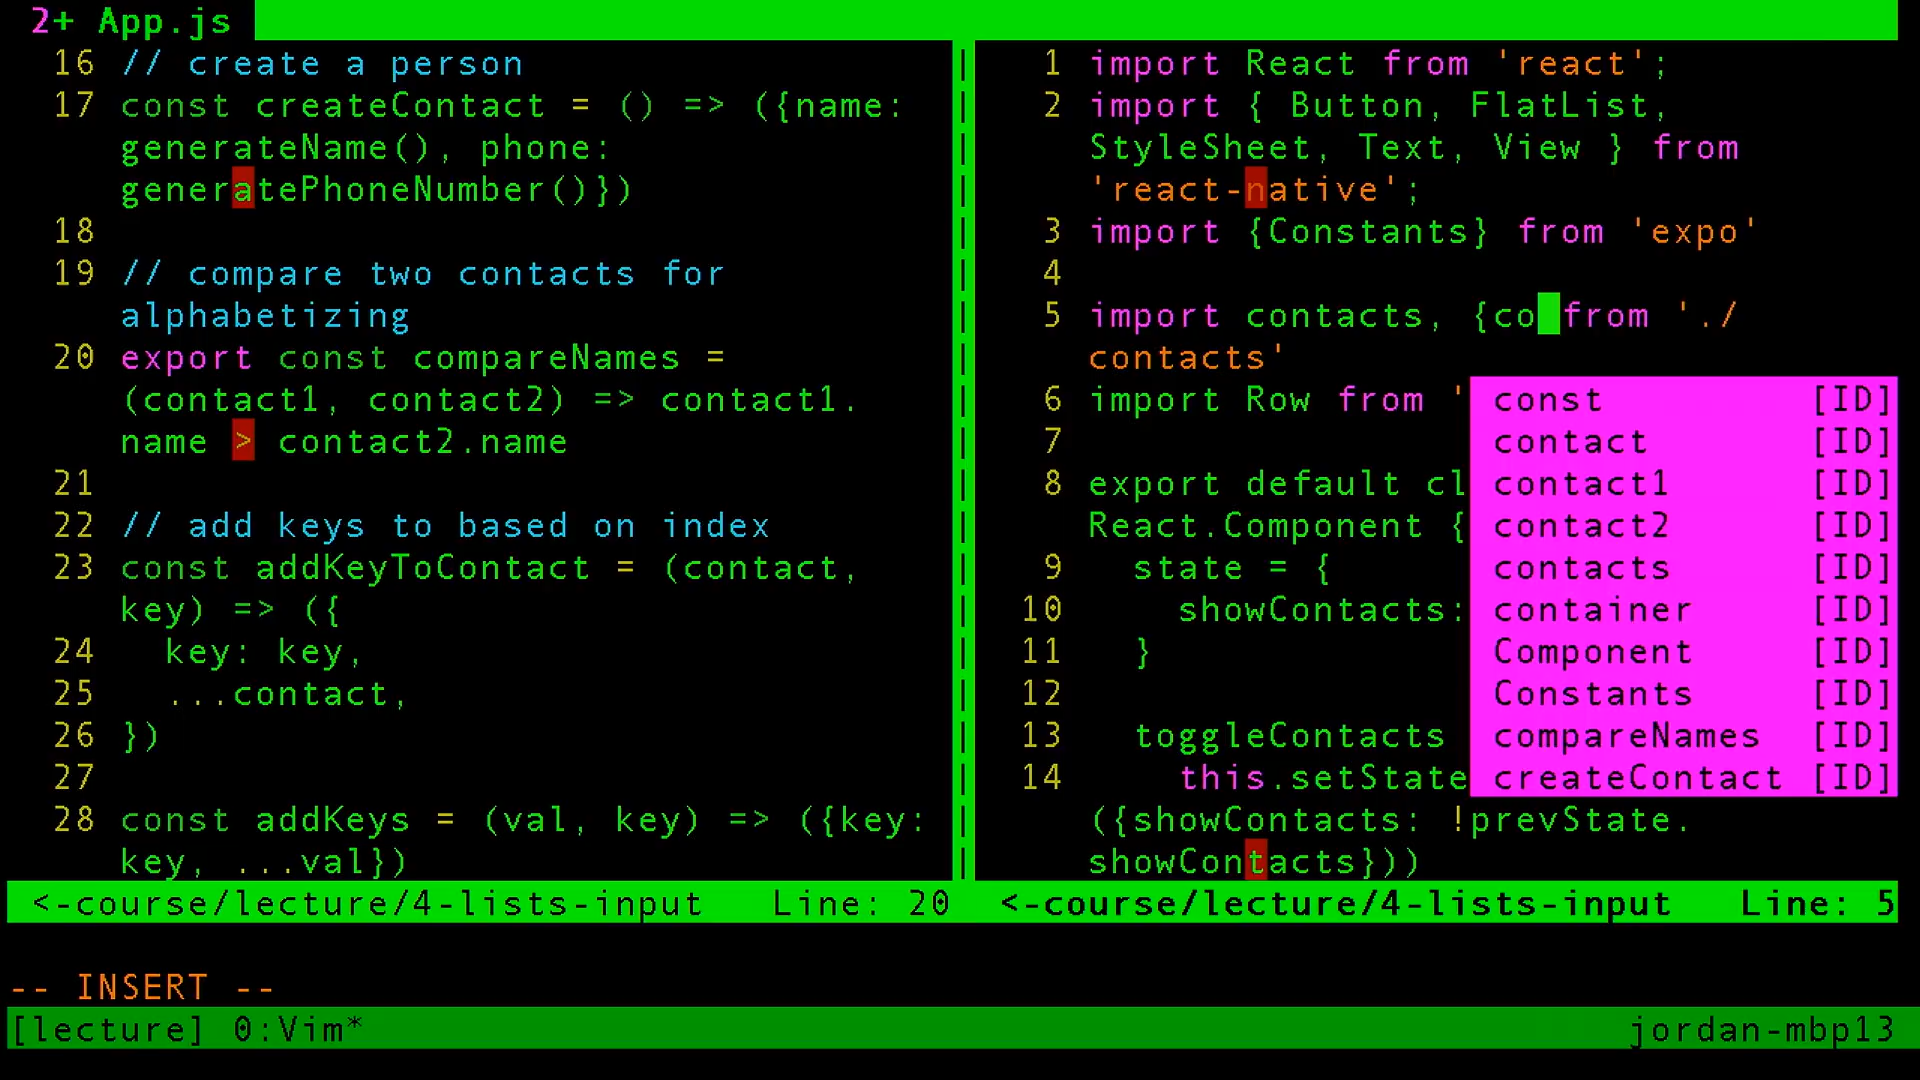 2+ App.js
16 // create a person
17 const createContact = () => ({name:
generateName(), phone:
generatePhoneNumber()})
18
19 // compare two contacts for
alphabetizing
20 export const compareNames =
(contact1, contact2) => contact1.
name > contact2.name
21
22 // add keys to based on index
23 const addKeyToContact = (contact,
key) => ({
24 key: key,
25 ...contact,
26 })
27
28 const addKeys = (val, key) => ({key:
key, ...val})
<-course/lecture/4-lists-input Line: 20
1 import React from 'react';
2 import { Button, FlatList,
StyleSheet, Text, View } from
'react-native';
3 import {Constants} from 'expo'
4
5 import contacts, {co from './
contacts'
6 import Row from '
7
8 export default cl
React.Component {
9 state = {
10 showContacts:
11 }
12
13 toggleContacts
14 this.setState
({showContacts: !prevState.
showContacts}))
const [ID]
contact [ID]
contact1 [ID]
contact2 [ID]
contacts [ID]
container [ID]
Component [ID]
Constants [ID]
compareNames [ID]
createContact [ID]
<-course/lecture/4-lists-input Line: 5
-- INSERT --
[lecture] 0:Vim*
jordan-mbp13